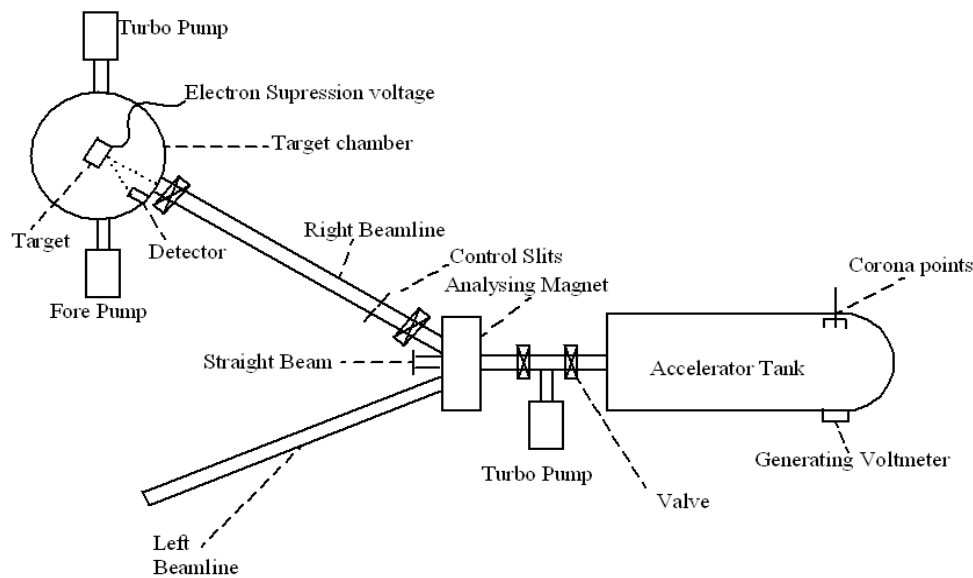 Turbo Pump
Electron Supression voltage
Target chamber
Target
Detector
Right Beamline
Fore Pump
Control Slits
Analysing Magnet
Corona points
Straight Beam
Accelerator Tank
Turbo Pump
Generating Voltmeter
Valve
Left
Beamline